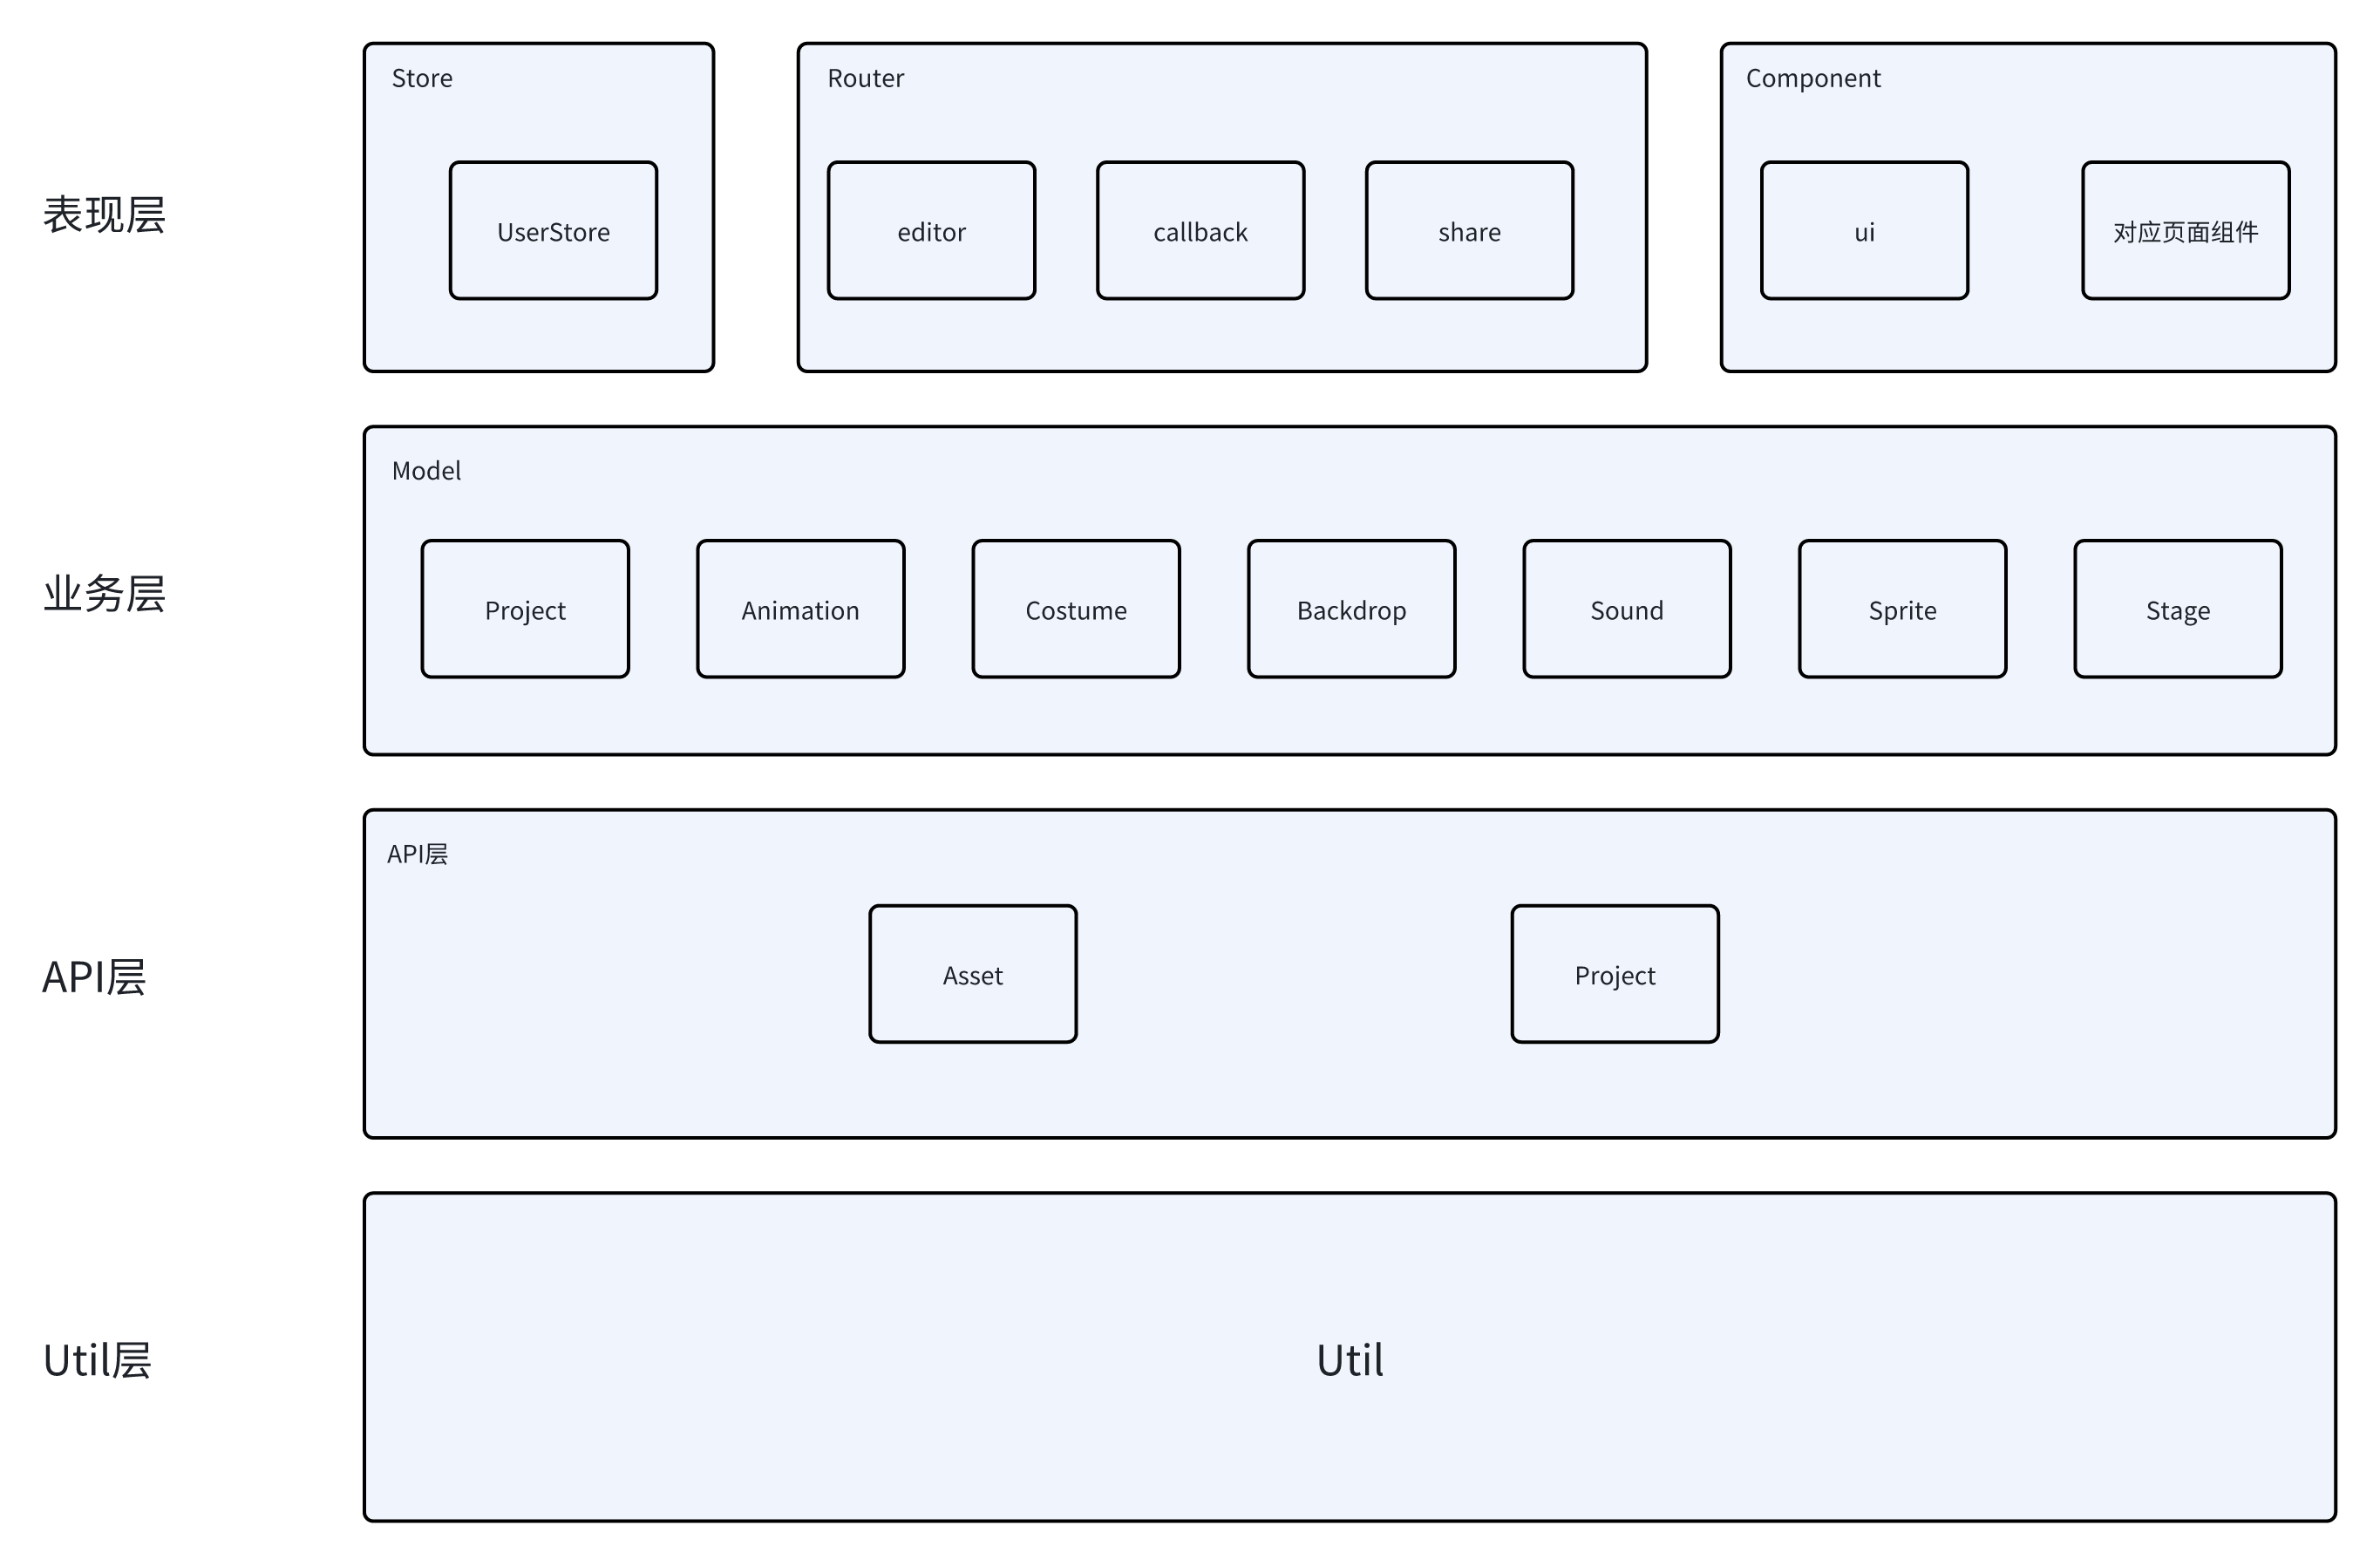 表现层
Store
UserStore
Router
editor
callback
share
Component
ui
对应页面组件
业务层
Model
Project
Animation
Costume
Backdrop
Sound
Sprite
Stage
API层
API层
Asset
Project
Util层
Util